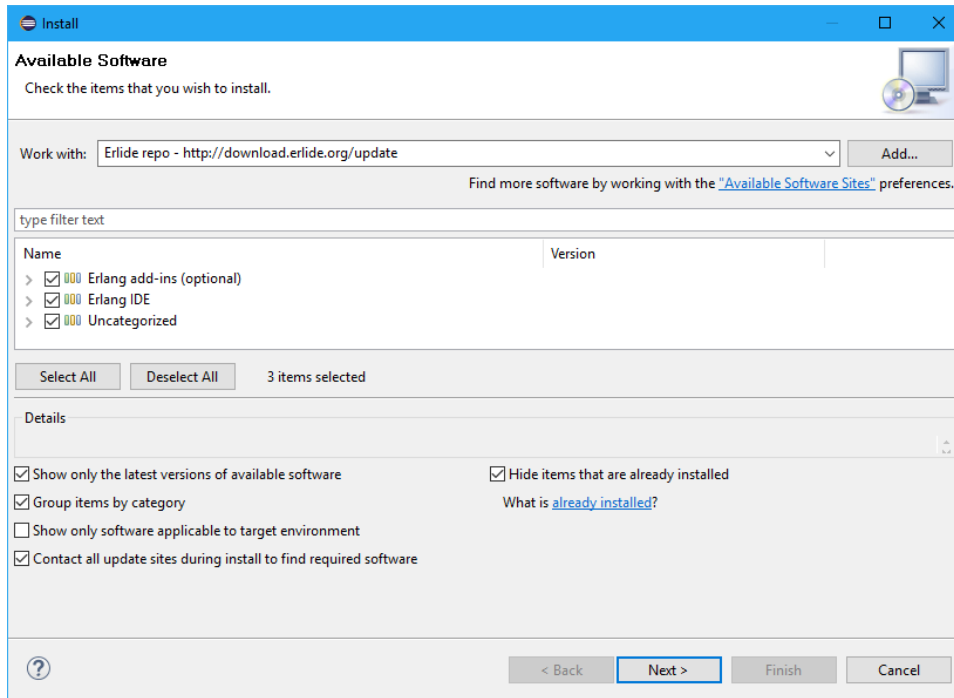 Install
Available Software
Check the items that you wish to install.
Work with: Erlide repo - http://download.erlide.org/update Add...
Find more software by working with the "Available Software Sites" preferences.
type filter text
Name Version
Erlang add-ins (optional)
Erlang IDE
Uncategorized
Select All Deselect All 3 items selected
Details
Show only the latest versions of available software Hide items that are already installed
Group items by category What is already installed?
Show only software applicable to target environment
Contact all update sites during install to find required software
? < Back Next > Finish Cancel